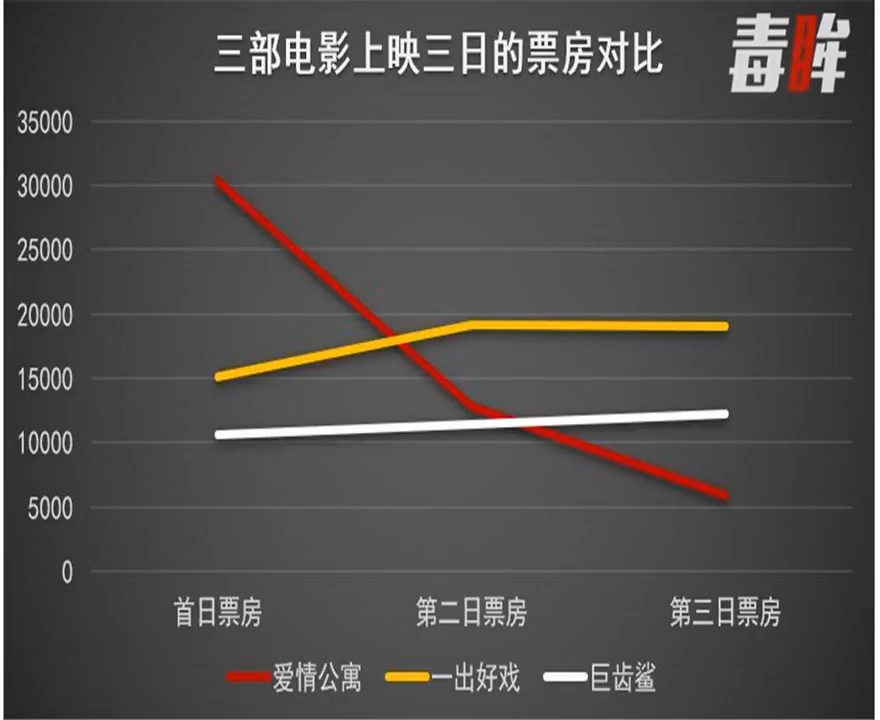 三部电影上映三日的票房对比
毒眸
35000
30000
25000
20000
15000
10000
5000
0
首日票房 第二日票房 第三日票房
爱情公寓 一出好戏 巨齿鲨